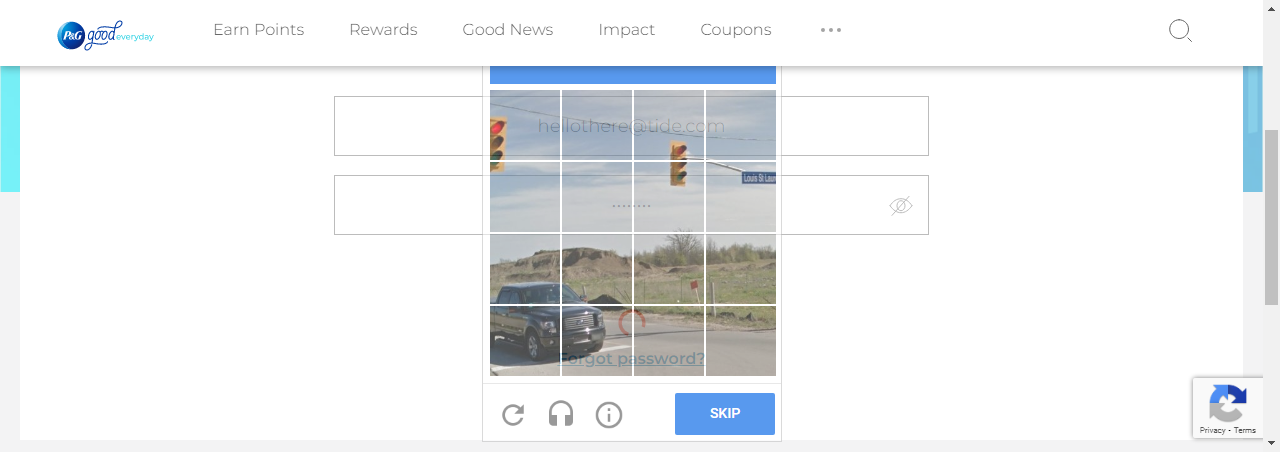 P&G good everyday
Earn Points
Rewards
Good News
Impact
Coupons
hellothere@tide.com
Louis St-Laur
Forgot password?
SKIP
Privacy - Terms